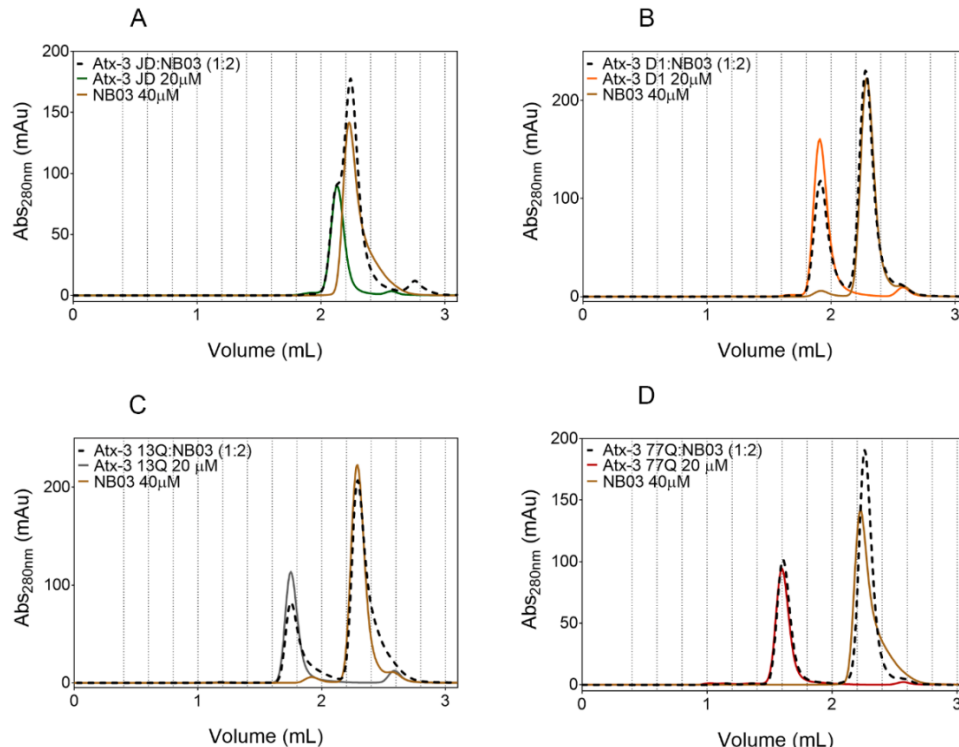 A
200
150
100
50
0
Abs280nm (mAu)
Atx-3 JD:NB03 (1:2)
Atx-3 JD 20µM
NB03 40µM
0 1 2 3
Volume (mL)
B
200
100
0
Abs280nm (mAu)
Atx-3 D1:NB03 (1:2)
Atx-3 D1 20µM
NB03 40µM
0 1 2 3
Volume (mL)
C
200
100
0
Abs280nm (mAu)
Atx-3 13Q:NB03 (1:2)
Atx-3 13Q 20 µM
NB03 40µM
0 1 2 3
Volume (mL)
D
200
150
100
50
0
Abs280nm (mAu)
Atx-3 77Q:NB03 (1:2)
Atx-3 77Q 20 µM
NB03 40µM
0 1 2 3
Volume (mL)